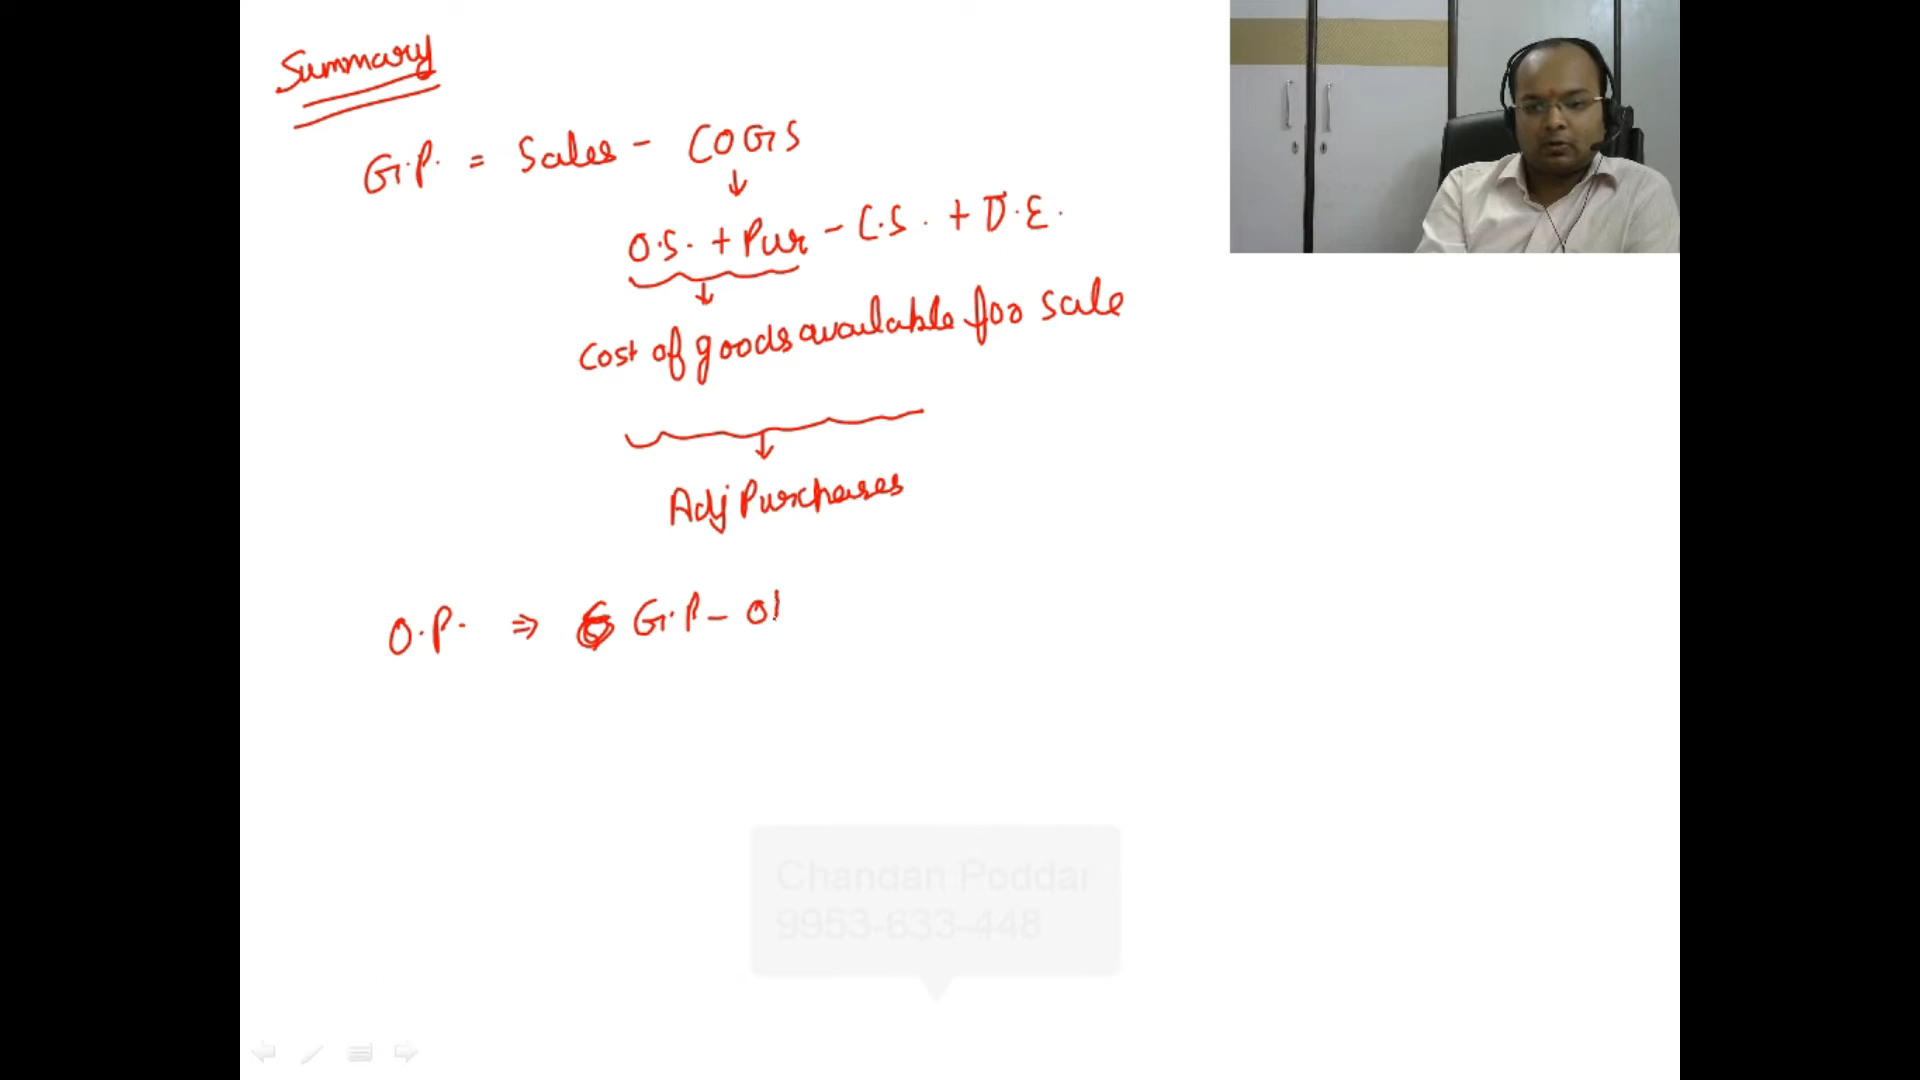 Summary
G.P. = Sales - COGS
O.S. + Pur - C.S. + D.E.
Cost of goods available for sale
Adj Purchases
O.P. ⇒ G.P -
Chandan Poddar
9953-633-448